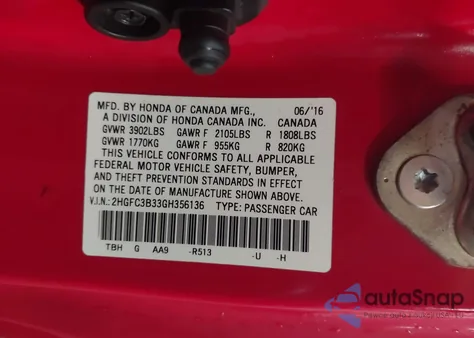 MFD. BY HONDA OF CANADA MFG., 06/'16
A DIVISION OF HONDA CANADA INC. CANADA
GVWR 3902LBS GAWR F 2105LBS R 1808LBS
GVWR 1770KG GAWR F 955KG R 820KG
THIS VEHICLE CONFORMS TO ALL APPLICABLE
FEDERAL MOTOR VEHICLE SAFETY, BUMPER,
AND THEFT PREVENTION STANDARDS IN EFFECT
ON THE DATE OF MANUFACTURE SHOWN ABOVE.
V.I.N.: 2HGFC3B33GH356136 TYPE: PASSENGER CAR
TBH G AA9 -R513 -U -H
autoSnap